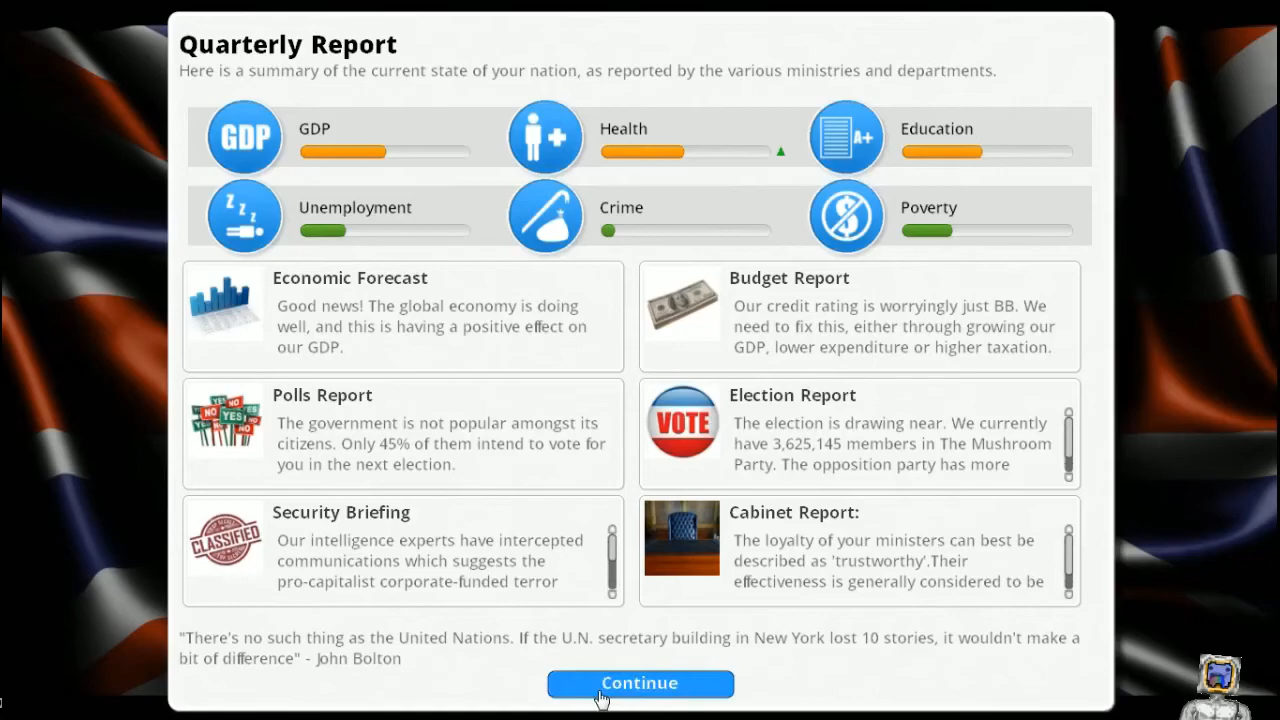 Quarterly Report
Here is a summary of the current state of your nation, as reported by the various ministries and departments.
GDP
GDP
Health
A+
Education
Z Z Z Z
Unemployment
Crime
$
Poverty
Economic Forecast
Good news! The global economy is doing
well, and this is having a positive effect on
our GDP.
Budget Report
Our credit rating is worryingly just BB. We
need to fix this, either through growing our
GDP, lower expenditure or higher taxation.
NO YES NO YES
YES YES NO
Polls Report
The government is not popular amongst its
citizens. Only 45% of them intend to vote for
you in the next election.
VOTE
Election Report
The election is drawing near. We currently
have 3,625,145 members in The Mushroom
Party. The opposition party has more
CLASSIFIED
Security Briefing
Our intelligence experts have intercepted
communications which suggests the
pro-capitalist corporate-funded terror
Cabinet Report:
The loyalty of your ministers can best be
described as 'trustworthy'.Their
effectiveness is generally considered to be
"There's no such thing as the United Nations. If the U.N. secretary building in New York lost 10 stories, it wouldn't make a
bit of difference" - John Bolton
Continue